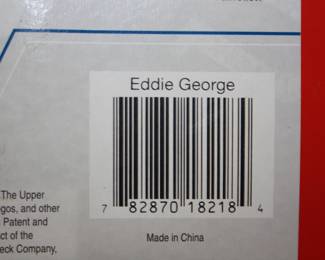 Eddie George
7 82870 18218 4
Made in China
The Upper
gos, and other
Patent and
ct of the
eck Company,